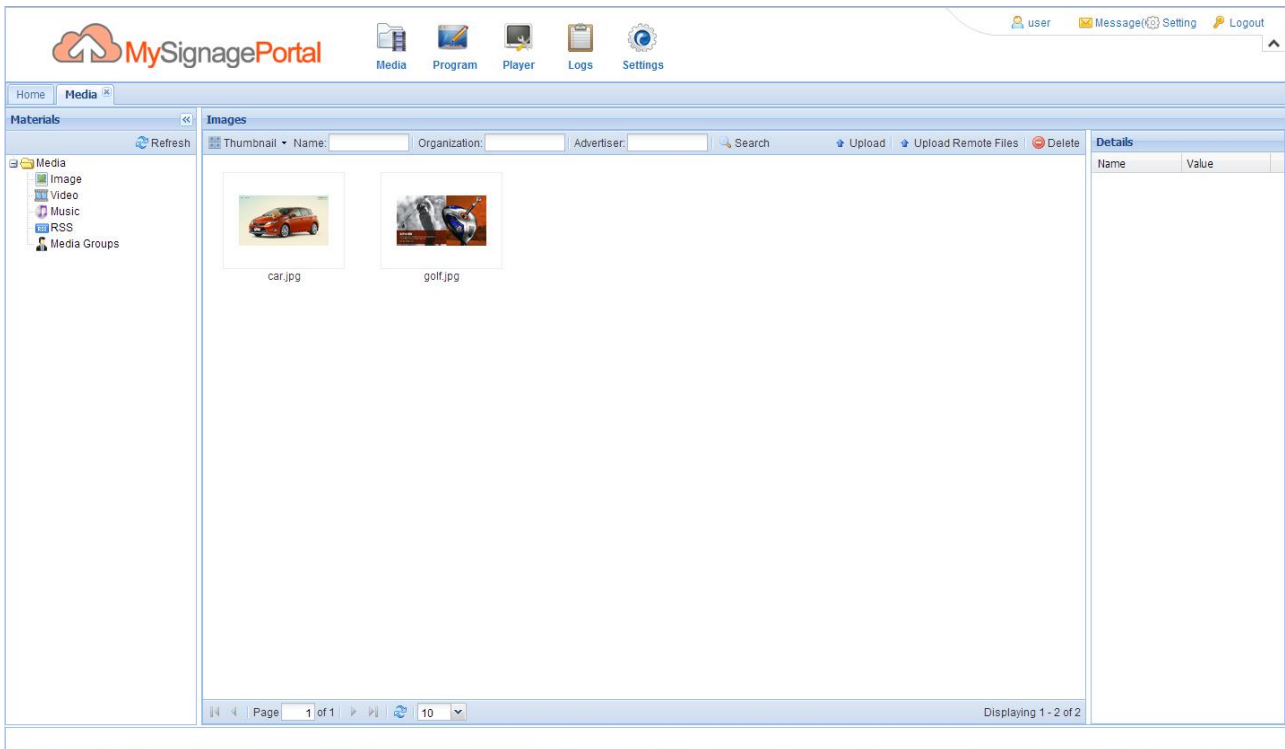 user Message( Setting Logout
MySignagePortal
Media Program Player Logs Settings
Home Media
Materials
Refresh
Media
Image
Video
Music
RSS
Media Groups
Images
Thumbnail Name: Organization: Advertiser: Search Upload Upload Remote Files Delete
car.jpg golf.jpg
Page 1 of 1 10 Displaying 1 - 2 of 2
Details
Name Value